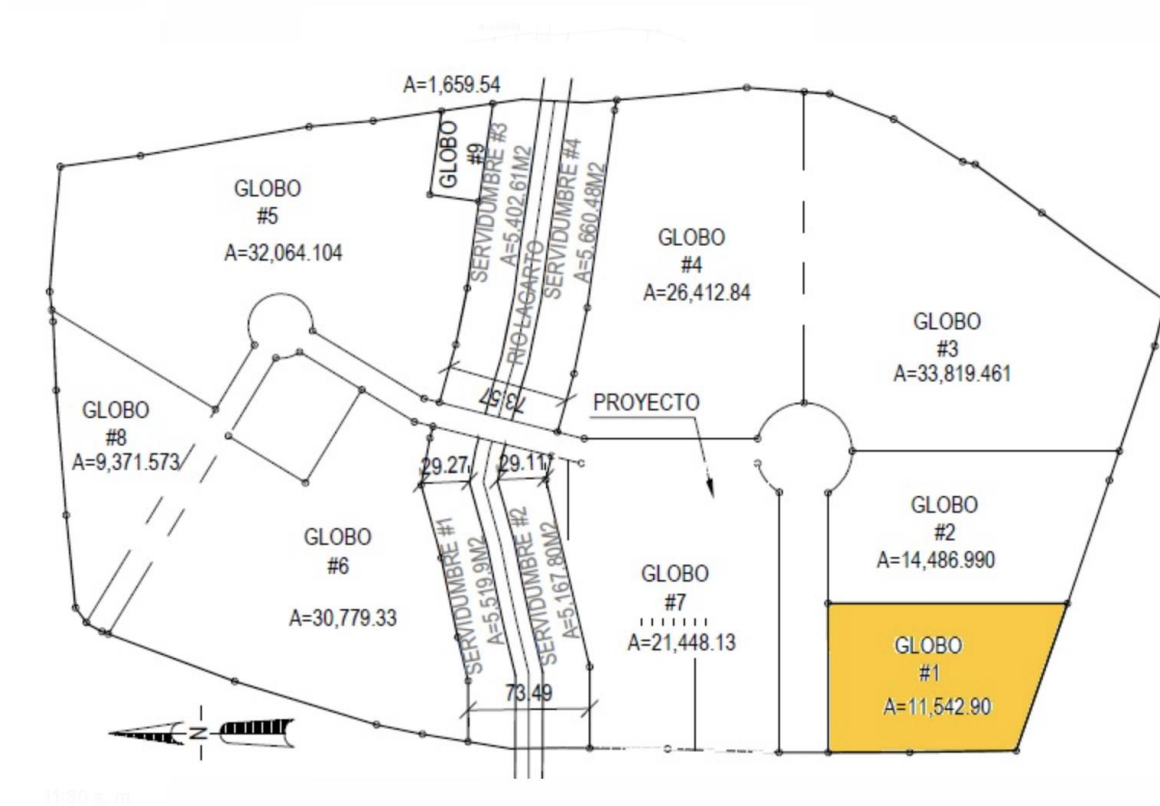 A=1,659.54
GLOBO
#9
SERVIDUMBRE #3
A=5.402.61M2
RIO LAGARTO
SERVIDUMBRE #4
A=5.660.48M2
GLOBO
#5
A=32,064.104
GLOBO
#4
A=26,412.84
GLOBO
#3
A=33,819.461
73.57
PROYECTO
GLOBO
#8
A=9,371.573
29.27
29.11
GLOBO
#2
A=14,486.990
GLOBO
#6
A=30,779.33
SERVIDUMBRE #1
A=5.519.9M2
SERVIDUMBRE #2
A=5,167.80M2
GLOBO
#7
A=21,448.13
GLOBO
#1
A=11,542.90
73.49
N